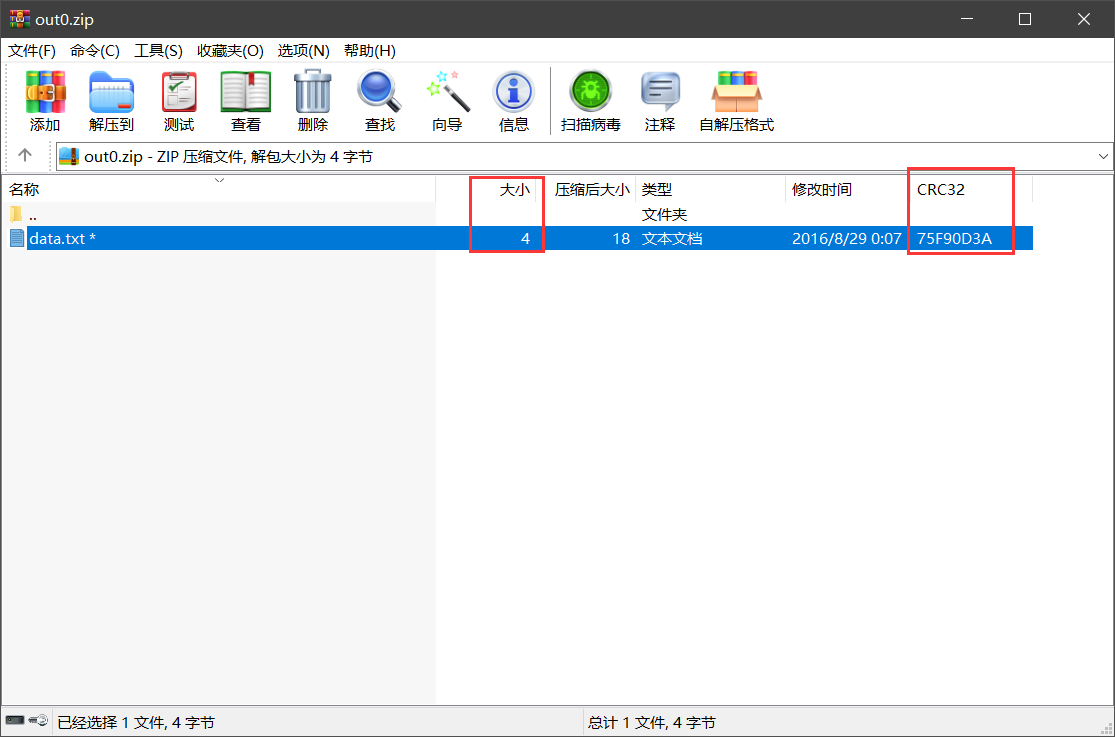 out0.zip
文件(F) 命令(C) 工具(S) 收藏夹(O) 选项(N) 帮助(H)
添加 解压到 测试 查看 删除 查找 向导 信息 扫描病毒 注释 自解压格式
out0.zip - ZIP 压缩文件, 解包大小为 4 字节
名称 大小 压缩后大小 类型 修改时间 CRC32
.. 文件夹
data.txt * 4 18 文本文档 2016/8/29 0:07 75F90D3A
已经选择 1 文件, 4 字节 总计 1 文件, 4 字节